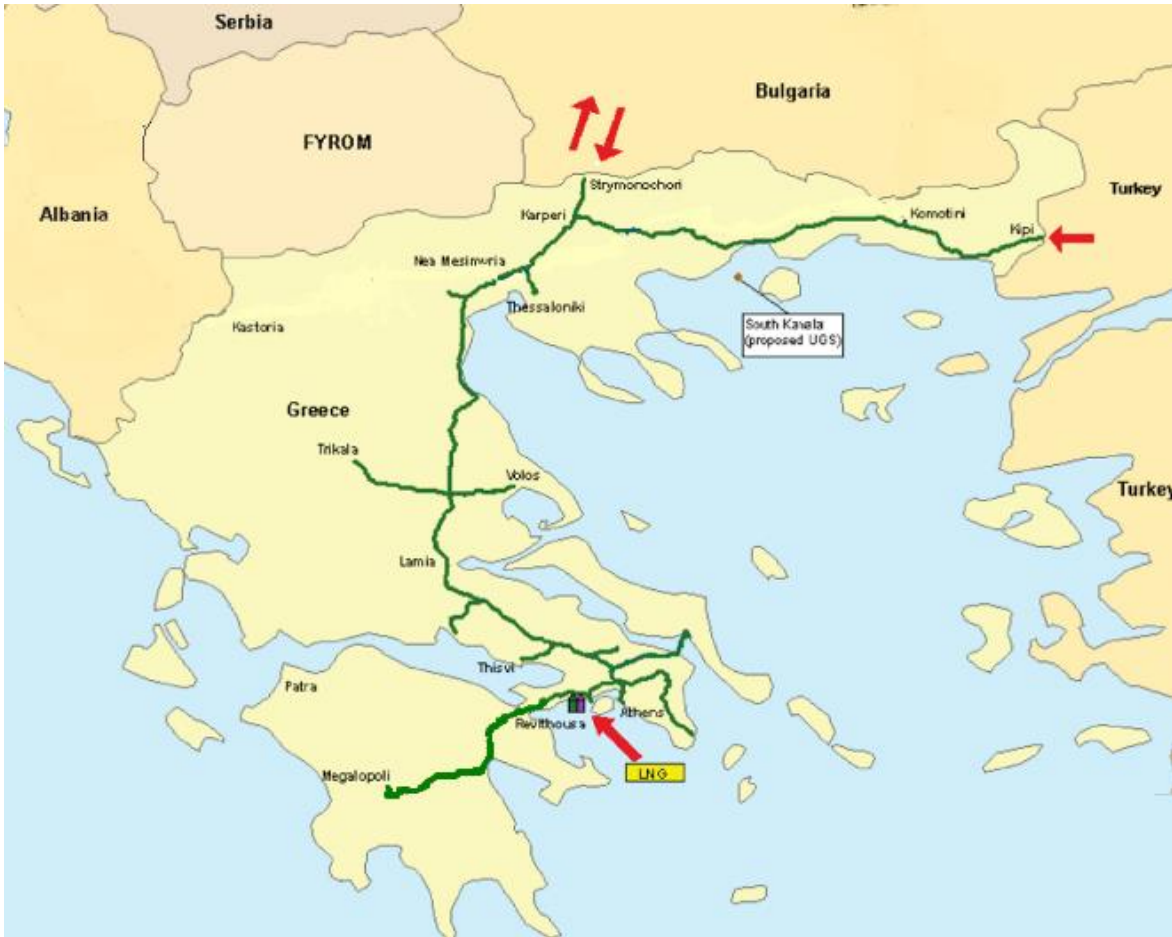 Serbia
Bulgaria
FYROM
Albania
Turkey
Strymonochori
Karperi
Komotini
Kipi
Nea Mesimvria
Thessaloniki
South Kavala
(proposed UGS)
Kastoria
Greece
Trikala
Volos
Turkey
Lamia
Thisvi
Patra
Revithousa
Athens
Megalopoli
LNG